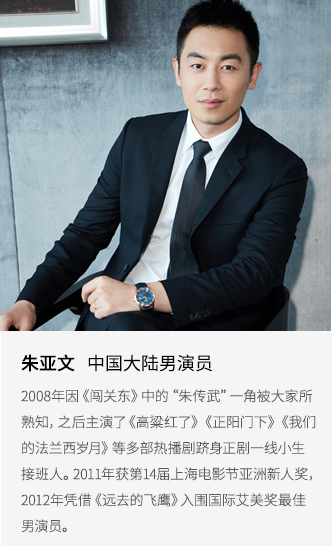 朱亚文 中国大陆男演员
2008年因《闯关东》中的“朱传武”一角被大家所
熟知，之后主演了《高粱红了》《正阳门下》《我们
的法兰西岁月》等多部热播剧跻身正剧一线小生
接班人。2011年获第14届上海电影节亚洲新人奖，
2012年凭借《远去的飞鹰》入围国际艾美奖最佳
男演员。